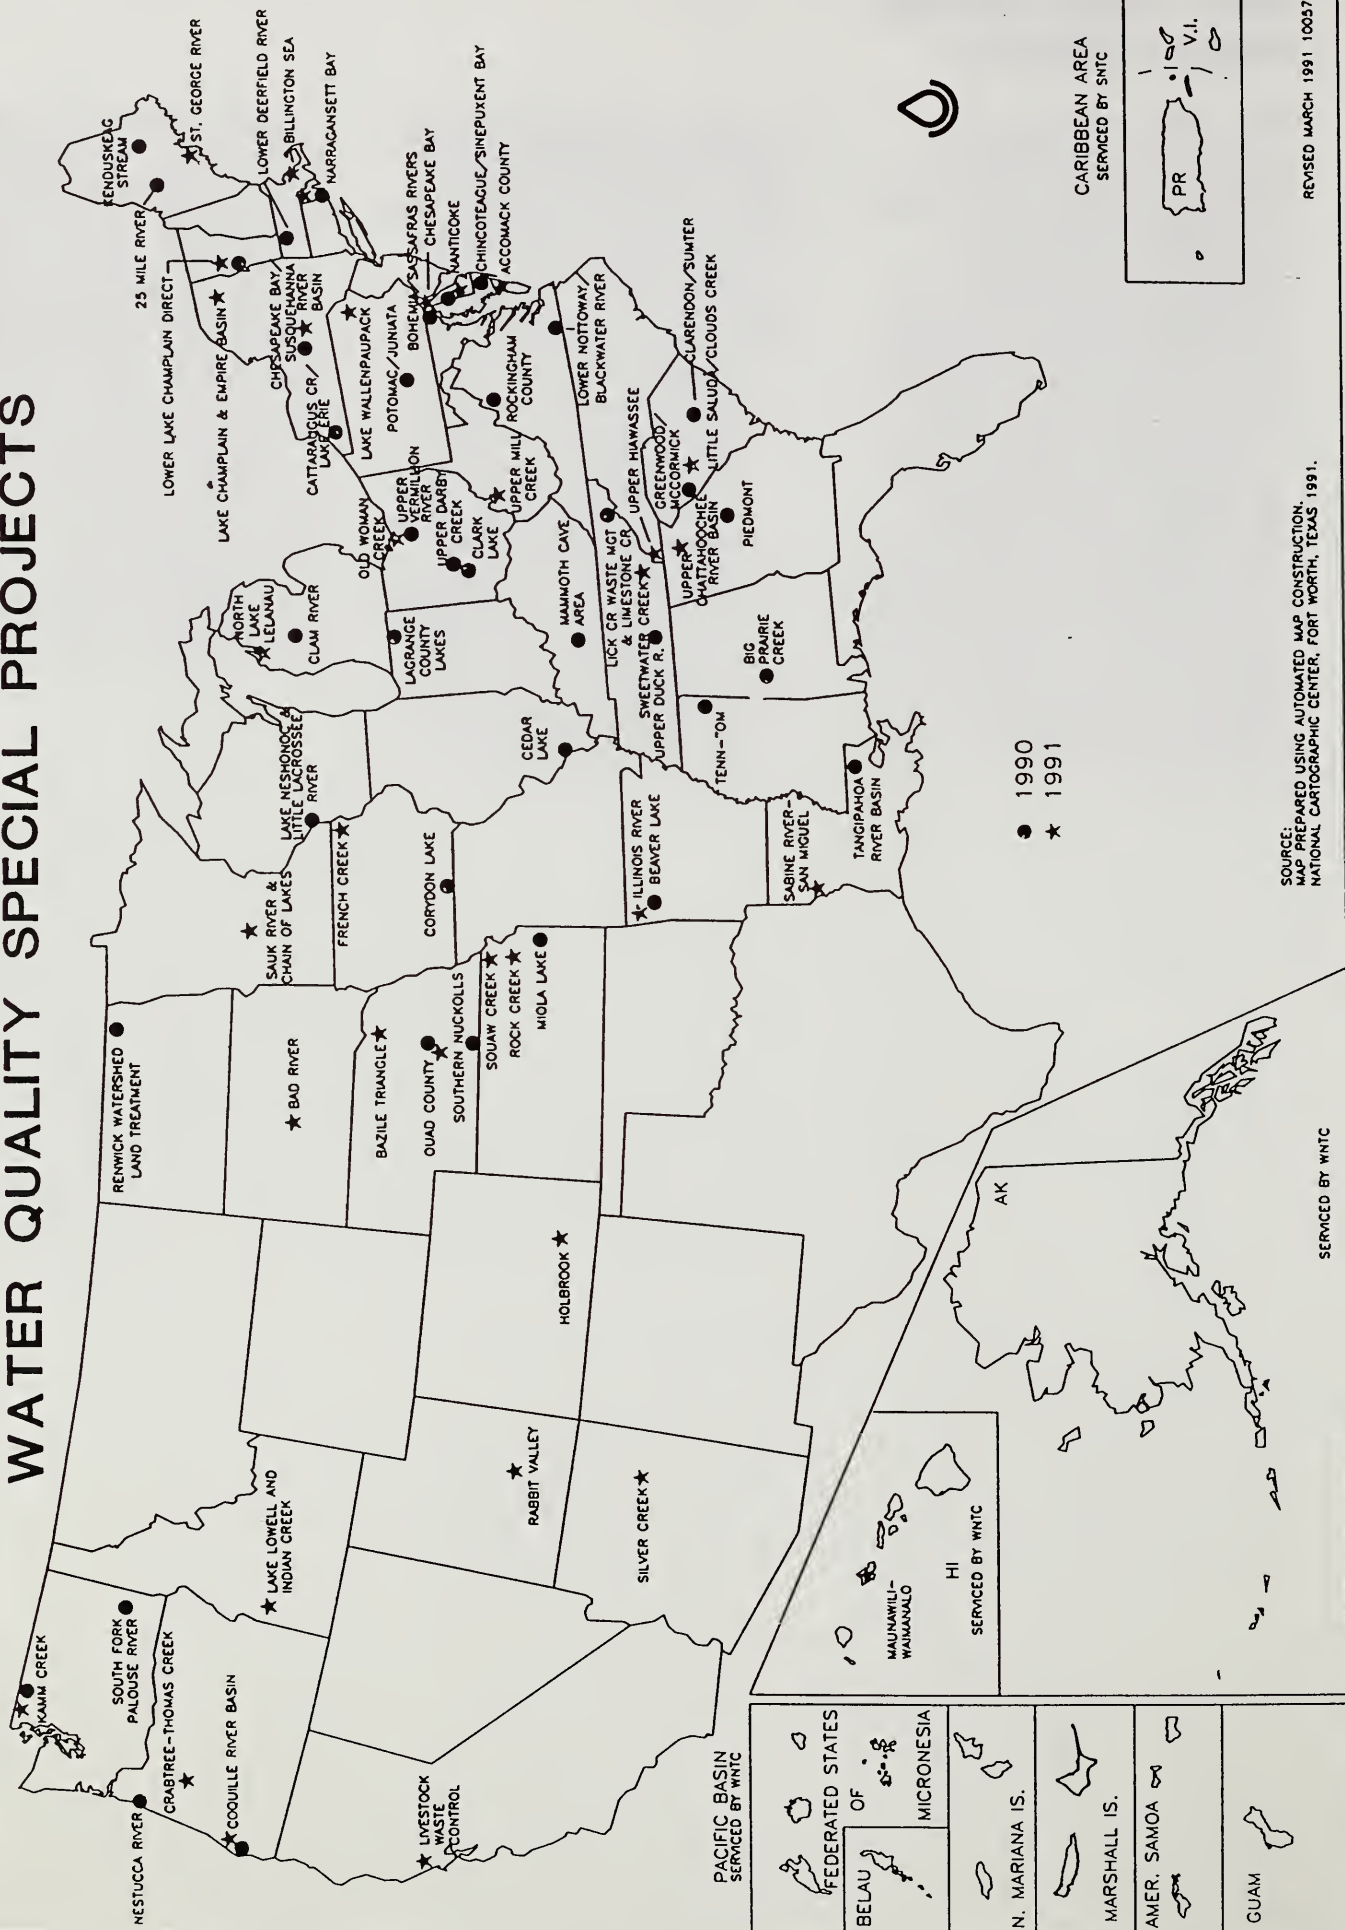 WATER QUALITY SPECIAL PROJECTS
KAMM CREEK
SOUTH FORK
PALOUSE RIVER
NESTUCCA RIVER
CRABTREE-THOMAS CREEK
COQUILLE RIVER BASIN
LIVESTOCK
WASTE
CONTROL
LAKE LOWELL AND
INDIAN CREEK
RABBIT VALLEY
SILVER CREEK
HOLBROOK
RENWICK WATERSHED
LAND TREATMENT
BAD RIVER
BAZILE TRIANGLE
QUAD COUNTY
SOUTHERN NUCKOLLS
SQUAW CREEK
ROCK CREEK
MIOLA LAKE
SAUK RIVER &
CHAIN OF LAKES
FRENCH CREEK
CORYDON LAKE
LAKE NESHONOC &
LITTLE LACROSSEE
RIVER
CEDAR
LAKE
ILLINOIS RIVER
BEAVER LAKE
SABINE RIVER-
SAN MIGUEL
TANGIPAHOA
RIVER BASIN
TENN-TOM
BIG
PRAIRIE
CREEK
NORTH
LAKE
LELANAU
CLAM RIVER
LAGRANGE
COUNTY
LAKES
MAMMOTH CAVE
AREA
LICK CR WASTE MGT
& LIMESTONE CR
SWEETWATER CREEK
UPPER DUCK R.
OLD WOMAN
CREEK
UPPER
VERMILLION
RIVER
UPPER DARBY
CREEK
CLARK
LAKE
UPPER MILL
CREEK
UPPER HIAWASSEE
GREENWOOD/
MCCORMICK
UPPER
CHATTAHOOCHEE
RIVER BASIN
PIEDMONT
LITTLE SALUDA/CLOUDS CREEK
CLARENDON/SUMTER
LOWER NOTTOWAY/
BLACKWATER RIVER
ROCKINGHAM
COUNTY
LOWER LAKE CHAMPLAIN DIRECT
LAKE CHAMPLAIN & EMPIRE BASIN
CATTARAUGUS CR/
LAKE ERIE
CHESAPEAKE BAY/
SUSQUEHANNA
RIVER
BASIN
LAKE WALLENPAUPACK
POTOMAC/JUNIATA
BOHEMIA/SASSAFRAS RIVERS
CHESAPEAKE BAY
NANTICOKE
CHINCOTEAGUE/SINEPUXENT BAY
ACCOMACK COUNTY
25 MILE RIVER
KENDUSKEAG
STREAM
ST. GEORGE RIVER
LOWER DEERFIELD RIVER
BILLINGTON SEA
NARRAGANSETT BAY
1990
1991
CARIBBEAN AREA
SERVICED BY SNTC
PR
V.I.
SOURCE:
MAP PREPARED USING AUTOMATED MAP CONSTRUCTION.
NATIONAL CARTOGRAPHIC CENTER, FORT WORTH, TEXAS 1991.
REVISED MARCH 1991 10057
PACIFIC BASIN
SERVICED BY WNTC
FEDERATED STATES
OF
MICRONESIA
BELAU
N. MARIANA IS.
MARSHALL IS.
AMER. SAMOA
GUAM
MAUNAWILI-
WAIMANALO
HI
SERVICED BY WNTC
AK
SERVICED BY WNTC